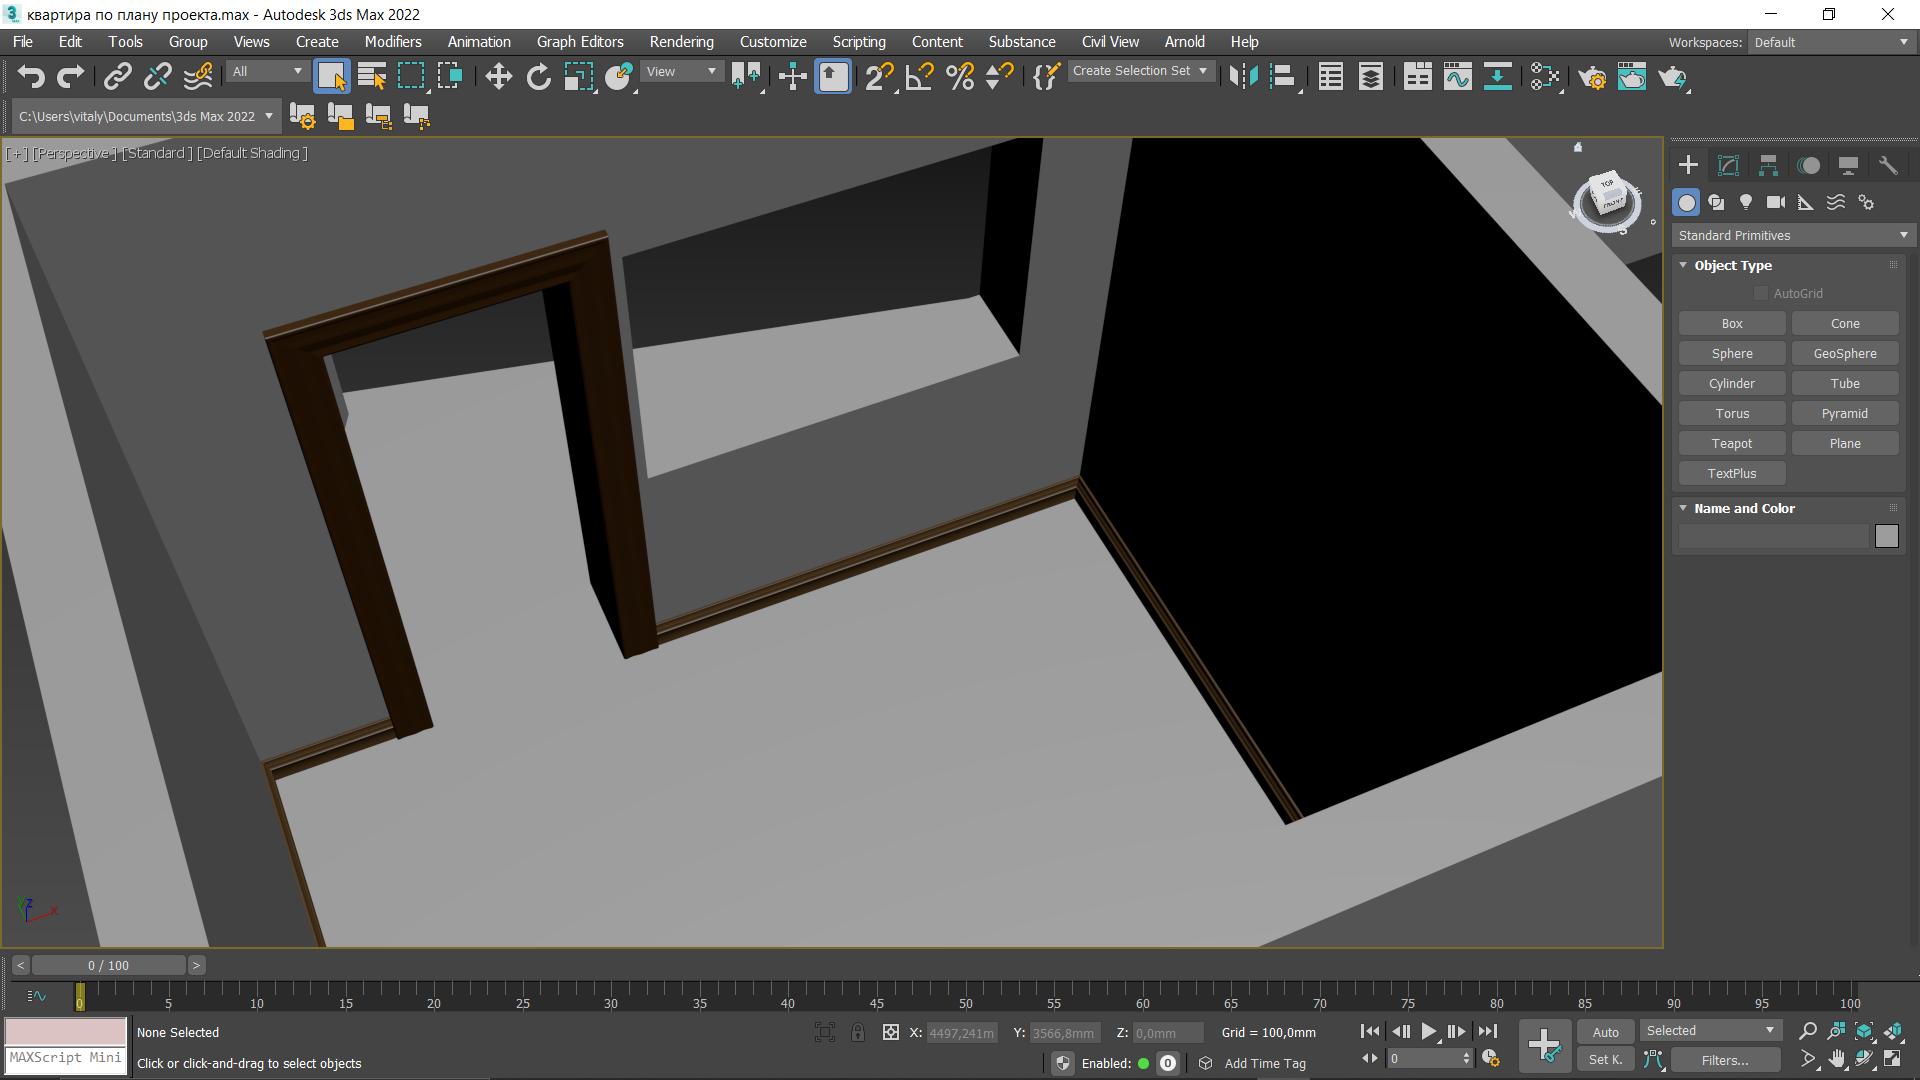 квартира по плану проекта.max - Autodesk 3ds Max 2022
File Edit Tools Group Views Create Modifiers Animation Graph Editors Rendering Customize Scripting Content Substance Civil View Arnold Help Workspaces: Default
All View Create Selection Set
C:\Users\vitaly\Documents\3ds Max 2022
[+] [Perspective] [Standard] [Default Shading]
TOP
FRONT
S
Standard Primitives
Object Type
AutoGrid
Box Cone
Sphere GeoSphere
Cylinder Tube
Torus Pyramid
Teapot Plane
TextPlus
Name and Color
z x
< 0 / 100 >
0 5 10 15 20 25 30 35 40 45 50 55 60 65 70 75 80 85 90 95 100
None Selected X: 4497,241m Y: 3566,8mm Z: 0,0mm Grid = 100,0mm Auto Selected
MAXScript Mini Click or click-and-drag to select objects Enabled: 0 Add Time Tag 0 Set K. Filters...